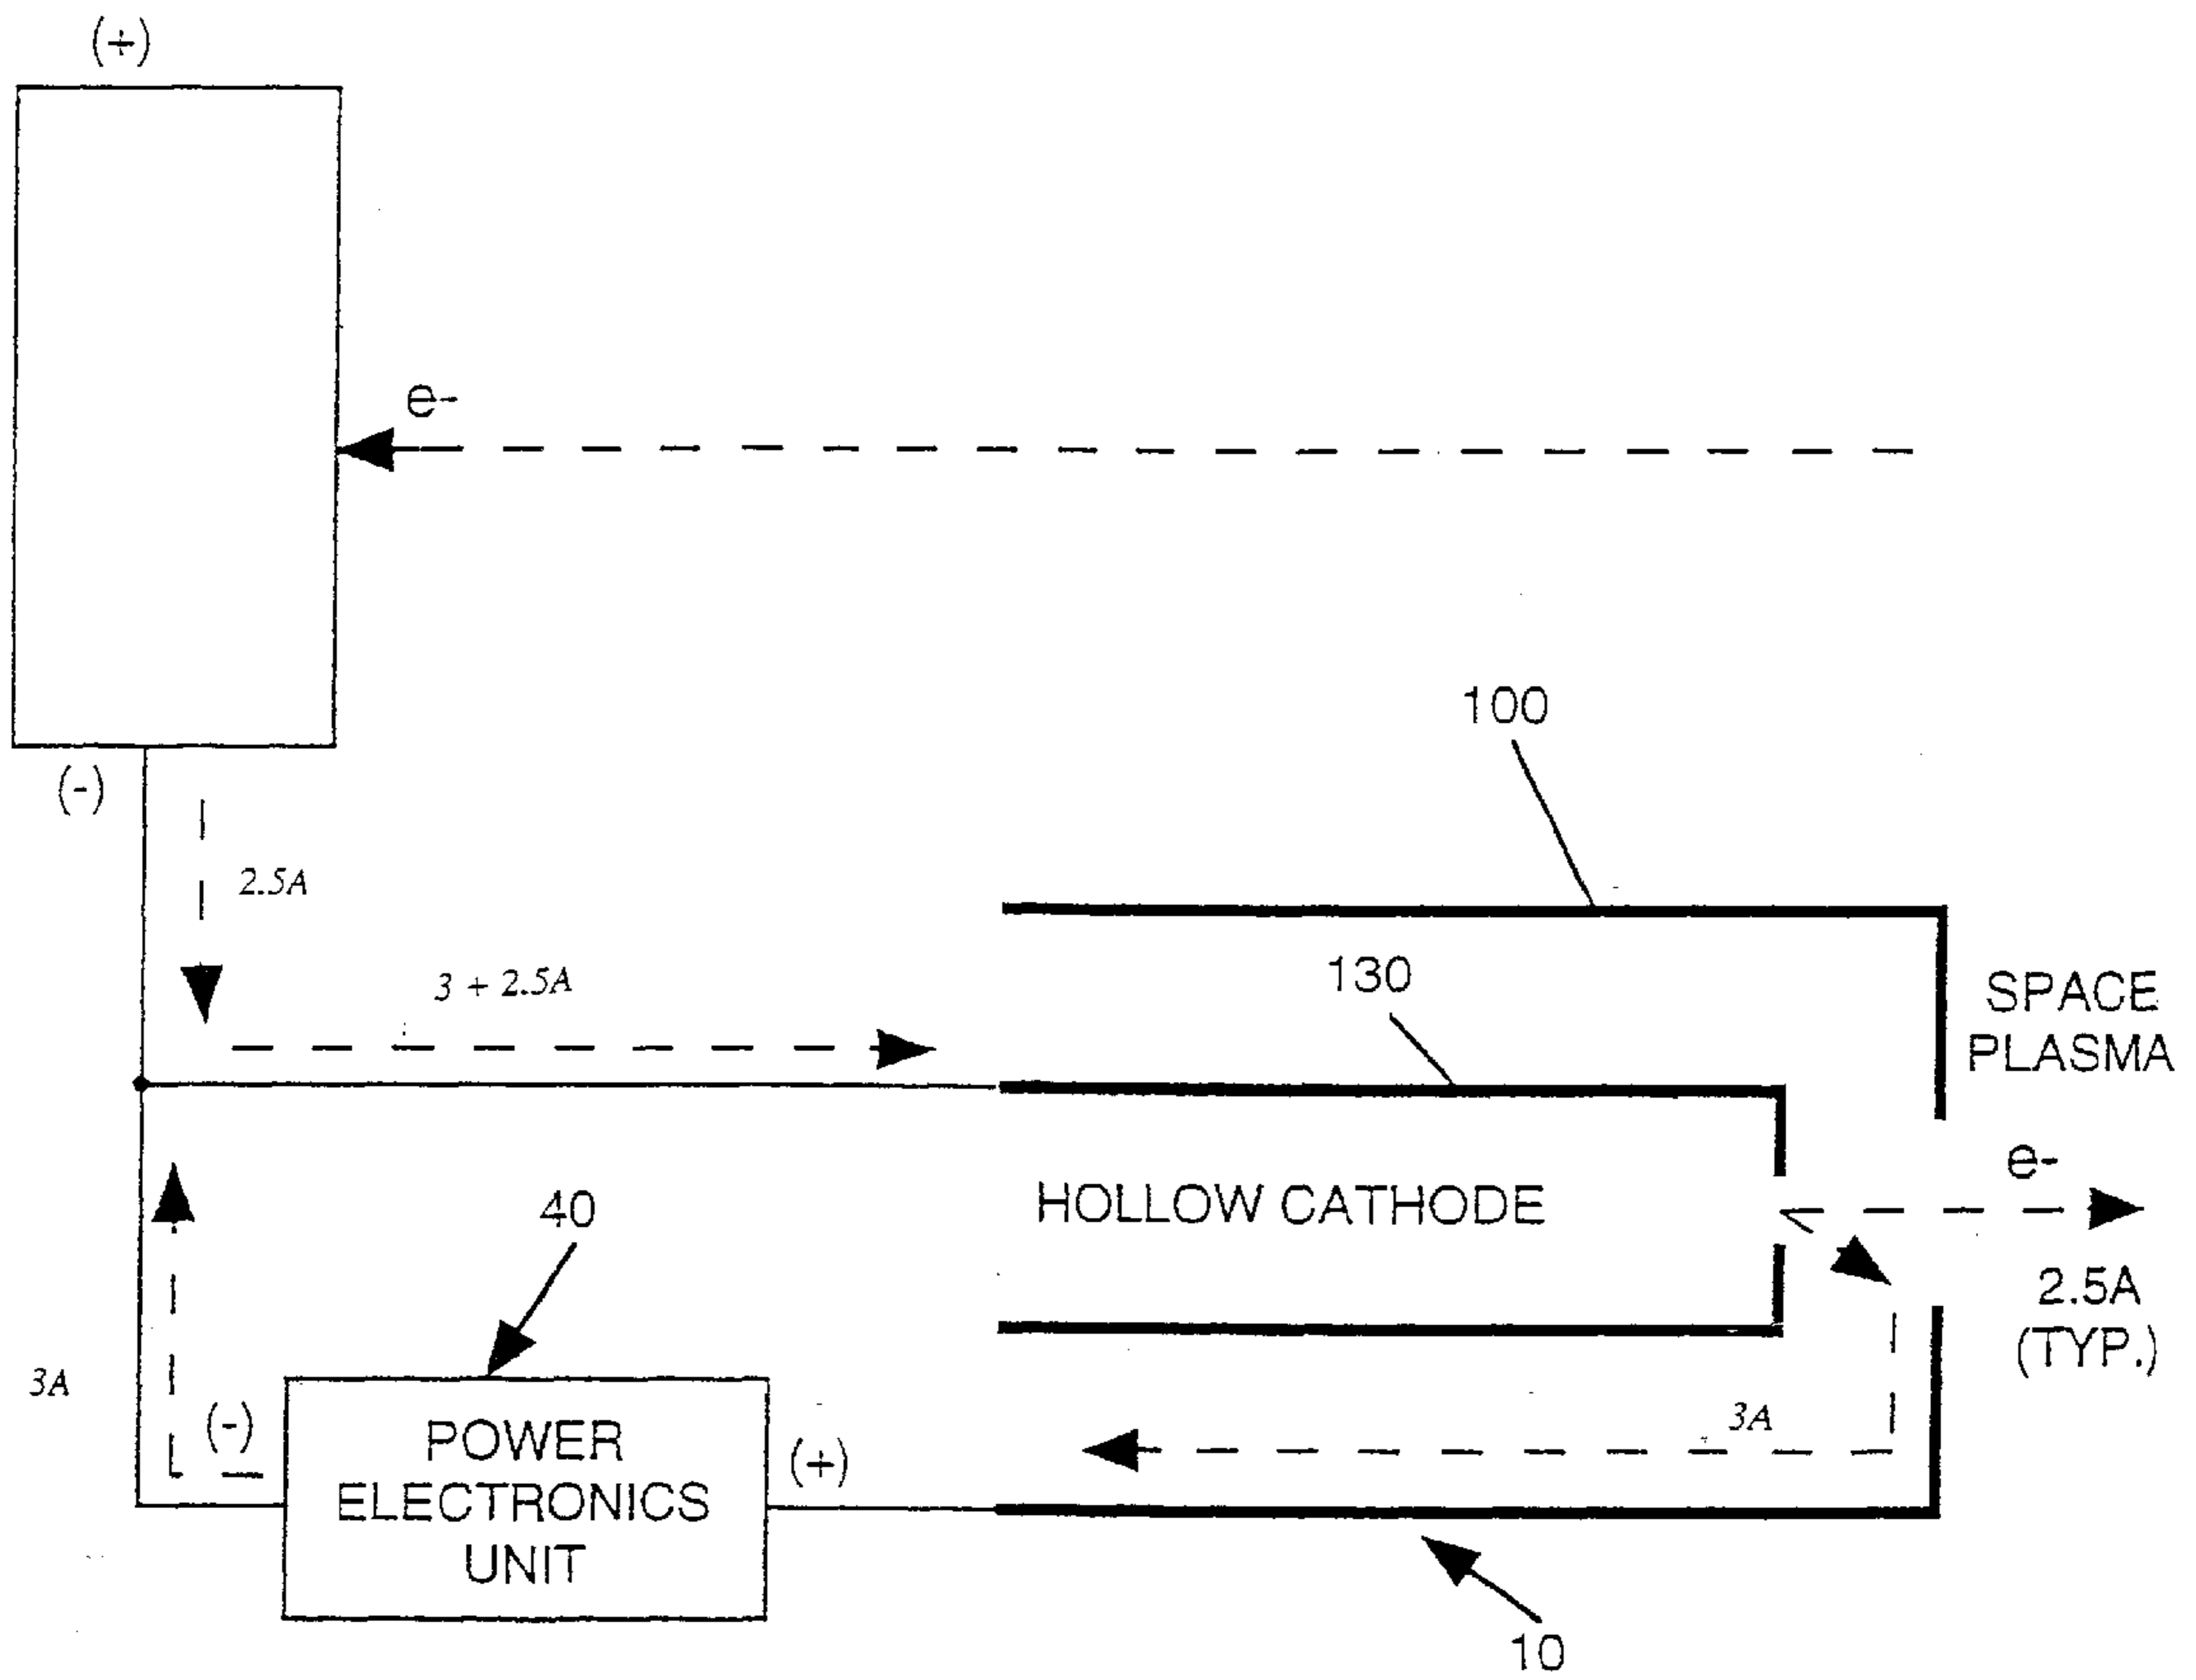 (+)
e-
100
(-)
2.5A
3 + 2.5A
130
SPACE
PLASMA
e-
HOLLOW CATHODE
40
2.5A
(TYP.)
3A
(-)
3A
POWER
ELECTRONICS
UNIT
(+)
10